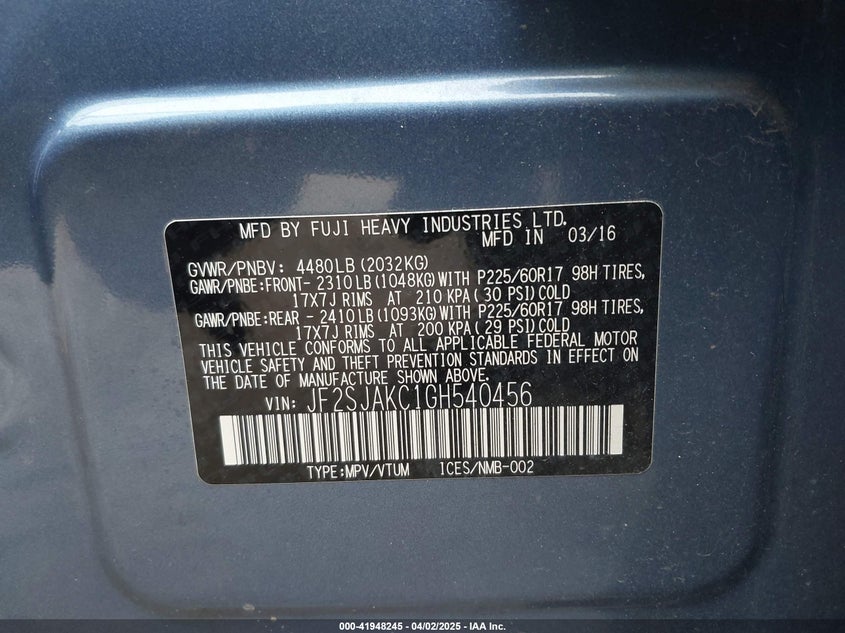 MFD BY FUJI HEAVY INDUSTRIES LTD.
MFD IN 03/16
GVWR/PNBV: 4480LB (2032KG)
GAWR/PNBE:FRONT- 2310LB (1048KG) WITH P225/60R17 98H TIRES,
17X7J RIMS AT 210 KPA (30 PSI) COLD
GAWR/PNBE:REAR - 2410LB (1093KG) WITH P225/60R17 98H TIRES,
17X7J RIMS AT 200 KPA (29 PSI) COLD
THIS VEHICLE CONFORMS TO ALL APPLICABLE FEDERAL MOTOR
VEHICLE SAFETY AND THEFT PREVENTION STANDARDS IN EFFECT ON
THE DATE OF MANUFACTURE SHOWN ABOVE.
VIN: JF2SJAKC1GH540456
TYPE:MPV/VTUM ICES/NMB-002
000-41948245 - 04/02/2025 - IAA Inc.